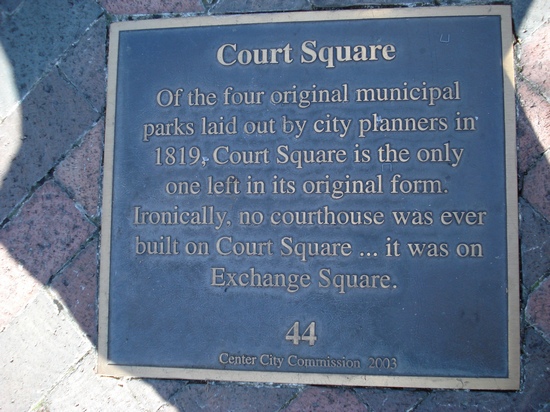 Court Square
Of the four original municipal
parks laid out by city planners in
1819, Court Square is the only
one left in its original form.
Ironically, no courthouse was ever
built on Court Square ... it was on
Exchange Square.
44
Center City Commission 2003